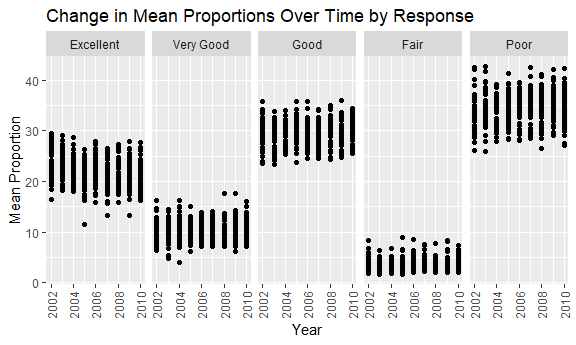 Change in Mean Proportions Over Time by Response
Excellent Very Good Good Fair Poor
Mean Proportion
40
30
20
10
0
2002 2004 2006 2008 2010 2002 2004 2006 2008 2010 2002 2004 2006 2008 2010 2002 2004 2006 2008 2010 2002 2004 2006 2008 2010
Year